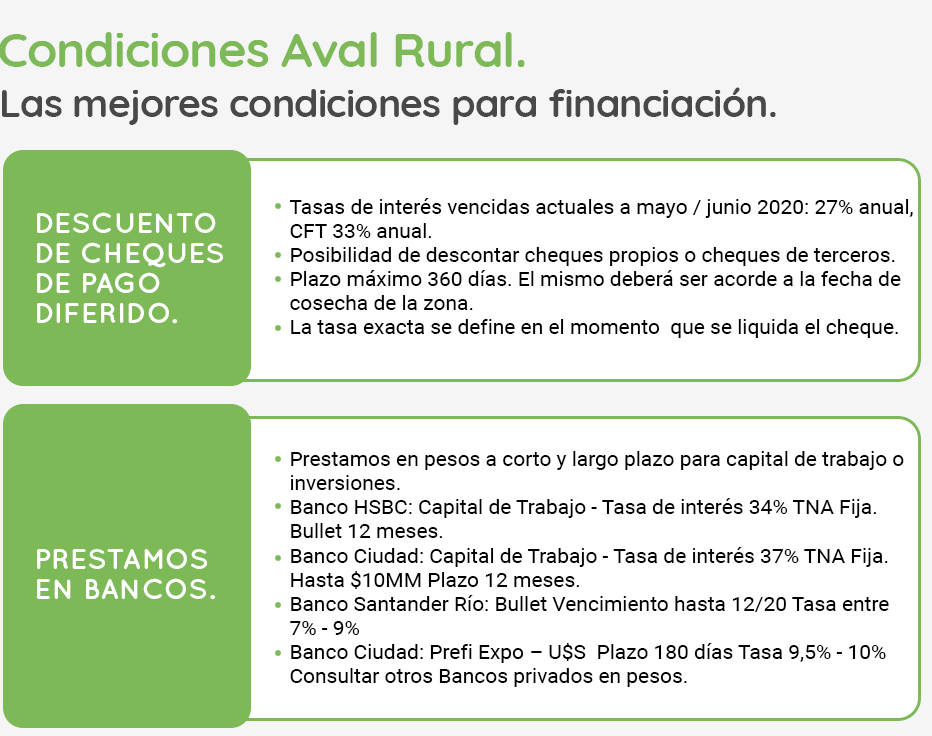 Condiciones Aval Rural.
Las mejores condiciones para financiación.
DESCUENTO
DE CHEQUES
DE PAGO
DIFERIDO.
• Tasas de interés vencidas actuales a mayo / junio 2020: 27% anual,
CFT 33% anual.
• Posibilidad de descontar cheques propios o cheques de terceros.
• Plazo máximo 360 días. El mismo deberá ser acorde a la fecha de
cosecha de la zona.
• La tasa exacta se define en el momento  que se liquida el cheque.
PRESTAMOS
EN BANCOS.
• Prestamos en pesos a corto y largo plazo para capital de trabajo o
inversiones.
• Banco HSBC: Capital de Trabajo - Tasa de interés 34% TNA Fija.
Bullet 12 meses.
• Banco Ciudad: Capital de Trabajo - Tasa de interés 37% TNA Fija.
Hasta $10MM Plazo 12 meses.
• Banco Santander Río: Bullet Vencimiento hasta 12/20 Tasa entre
7% - 9%
• Banco Ciudad: Prefi Expo – U$S  Plazo 180 días Tasa 9,5% - 10%
Consultar otros Bancos privados en pesos.